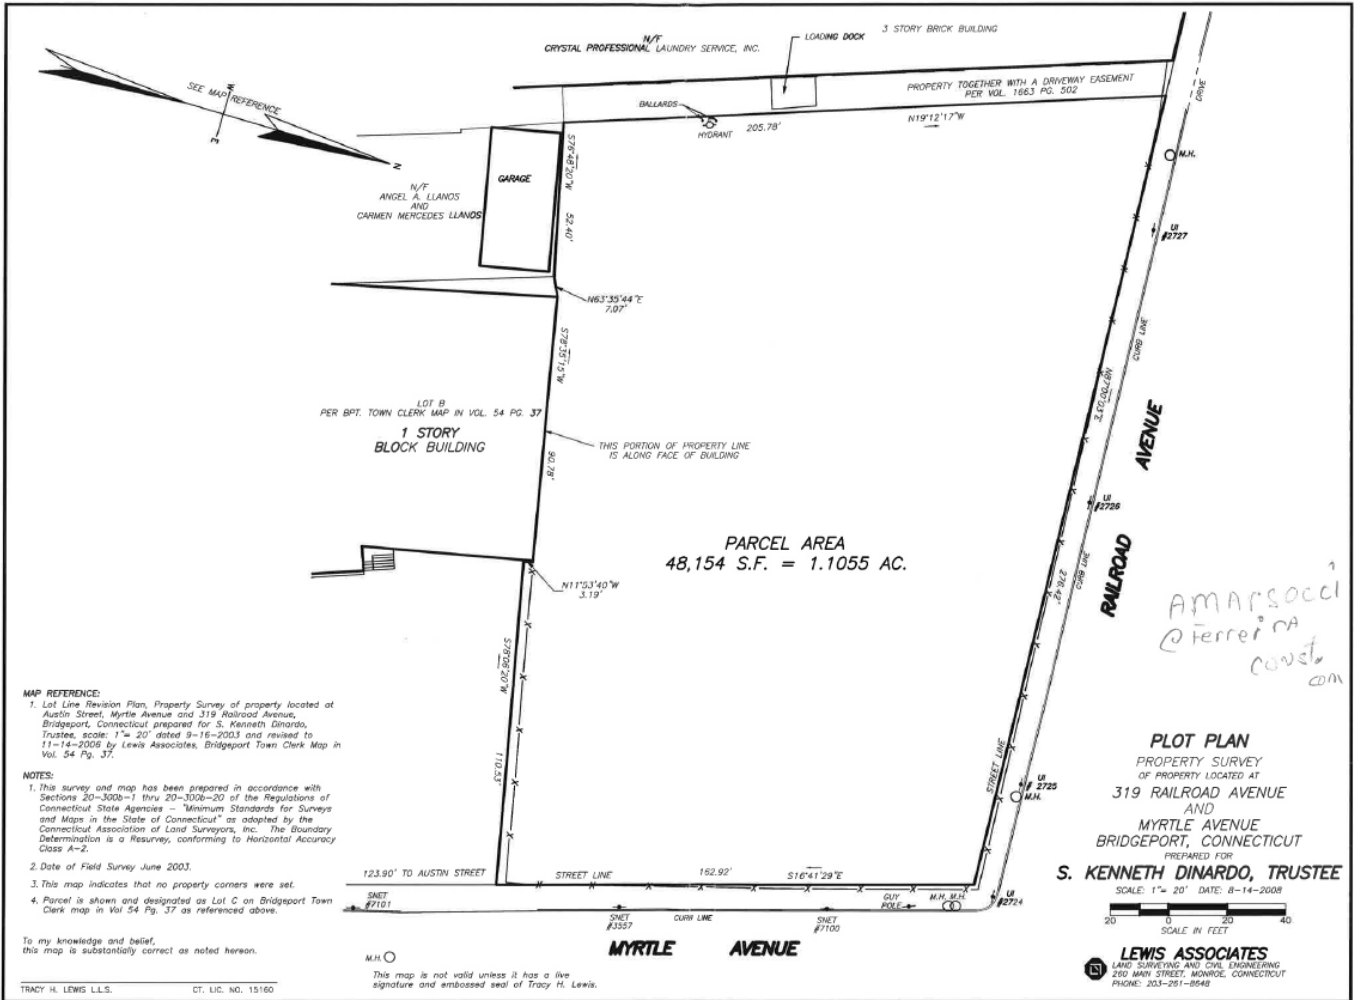 N/F
CRYSTAL PROFESSIONAL LAUNDRY SERVICE, INC.
LOADING DOCK
3 STORY BRICK BUILDING
PROPERTY TOGETHER WITH A DRIVEWAY EASEMENT
PER VOL. 1663 PG. 502
DRIVE
SEE MAP REFERENCE
N
BALLARDS
HYDRANT
205.78'
N19°12'17"W
M.H.
GARAGE
S76°48'20"W
52.40'
N/F
ANGEL A. LLANOS
AND
CARMEN MERCEDES LLANOS
UI
#2727
N63°35'44"E
7.07'
S78°35'15"W
90.78'
CURB LINE
N87°00'03"E
276.42'
LOT B
PER BPT. TOWN CLERK MAP IN VOL. 54 PG. 37
1 STORY
BLOCK BUILDING
THIS PORTION OF PROPERTY LINE
IS ALONG FACE OF BUILDING
RAILROAD AVENUE
UI
#2726
CURB LINE
PARCEL AREA
48,154 S.F. = 1.1055 AC.
N11°53'40"W
3.19'
S78°06'20"W
110.53'
AMArsocci
@Ferreira
const.
com
MAP REFERENCE:
1. Lot Line Revision Plan, Property Survey of property located at
Austin Street, Myrtle Avenue and 319 Railroad Avenue,
Bridgeport, Connecticut prepared for S. Kenneth Dinardo,
Trustee, scale: 1"= 20' dated 9-16-2003 and revised to
11-14-2006 by Lewis Associates, Bridgeport Town Clerk Map in
Vol. 54 Pg. 37.
NOTES:
1. This survey and map has been prepared in accordance with
Sections 20-300b-1 thru 20-300b-20 of the Regulations of
Connecticut State Agencies - "Minimum Standards for Surveys
and Maps in the State of Connecticut" as adopted by the
Connecticut Association of Land Surveyors, Inc. The Boundary
Determination is a Resurvey, conforming to Horizontal Accuracy
Class A-2.
2. Date of Field Survey June 2003.
3. This map indicates that no property corners were set.
4. Parcel is shown and designated as Lot C on Bridgeport Town
Clerk map in Vol 54 Pg. 37 as referenced above.
To my knowledge and belief,
this map is substantially correct as noted hereon.
TRACY H. LEWIS L.L.S.
CT. LIC. NO. 15160
STREET LINE
UI
# 2725
M.H.
123.90' TO AUSTIN STREET
STREET LINE
162.92'
S16°41'29"E
SNET
#7101
SNET
#3557
CURB LINE
SNET
#7100
GUY
POLE
M.H. M.H.
UI
#2724
MYRTLE AVENUE
M.H.
This map is not valid unless it has a live
signature and embossed seal of Tracy H. Lewis.
PLOT PLAN
PROPERTY SURVEY
OF PROPERTY LOCATED AT
319 RAILROAD AVENUE
AND
MYRTLE AVENUE
BRIDGEPORT, CONNECTICUT
PREPARED FOR
S. KENNETH DINARDO, TRUSTEE
SCALE: 1"= 20' DATE: 8-14-2008
20 0 20 40
SCALE IN FEET
LEWIS ASSOCIATES
LAND SURVEYING AND CIVIL ENGINEERING
260 MAIN STREET, MONROE, CONNECTICUT
PHONE: 203-261-8648